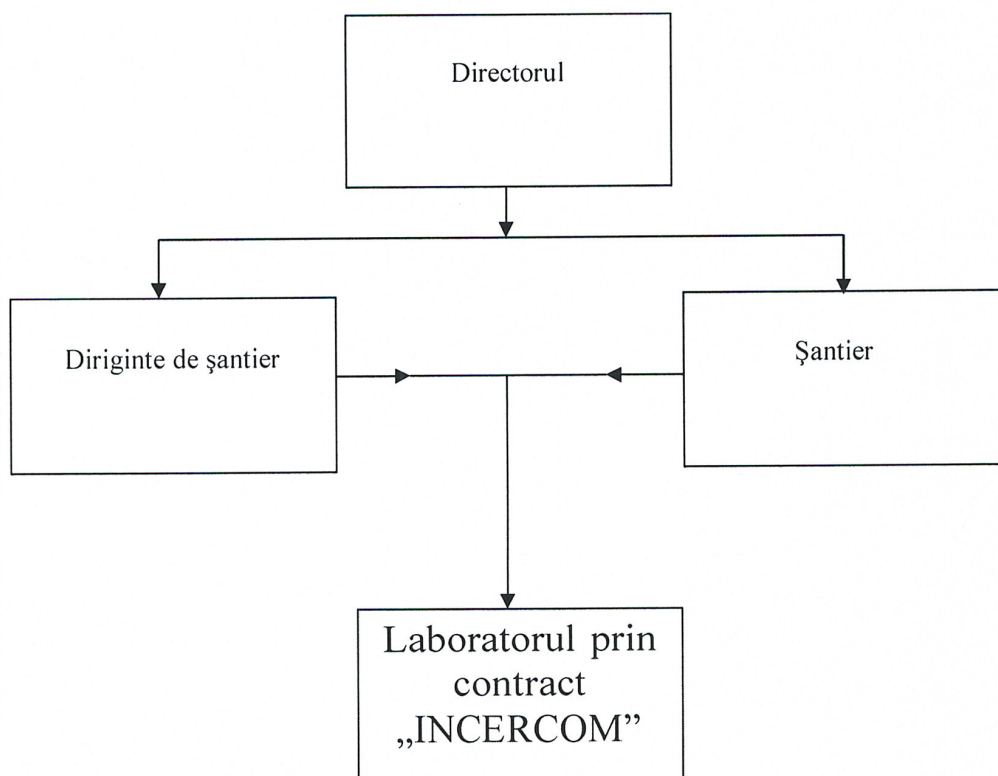 Directorul
Diriginte de şantier
Şantier
Laboratorul prin
contract
„INCERCOM”